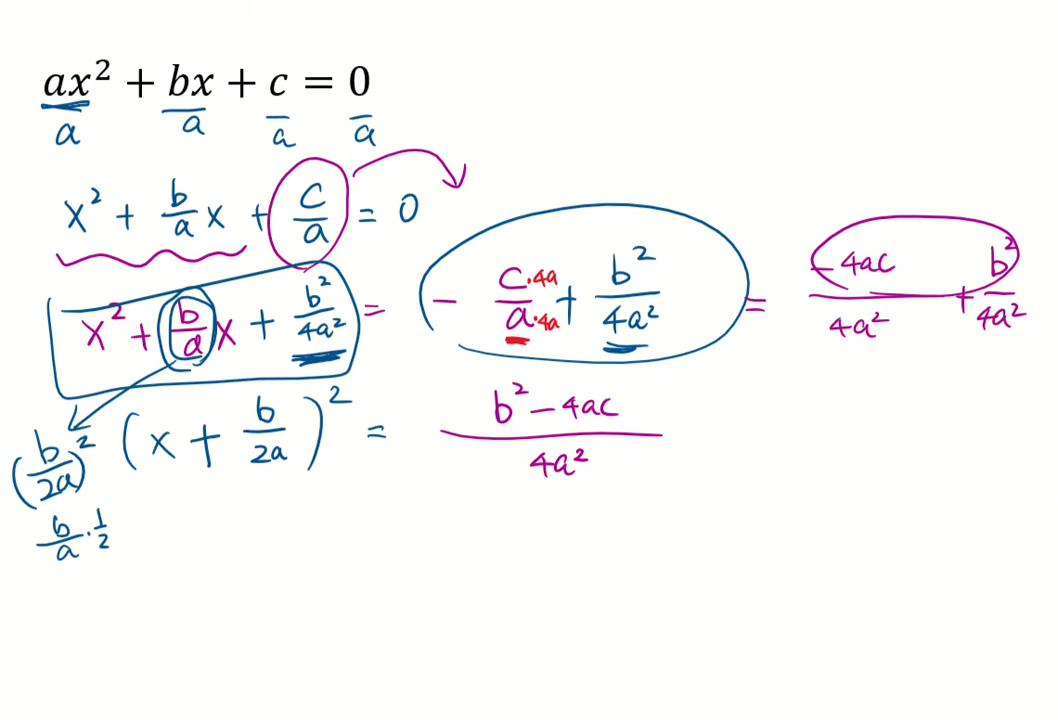 ax² + bx + c = 0
a a a a
x² + b/a x + c/a = 0
x² + b/a x + b²/4a² = - c·4a/a·4a + b²/4a² = -4ac/4a² + b²/4a²
(b/2a)² (x + b/2a)² = b² - 4ac/4a²
b/a · 1/2